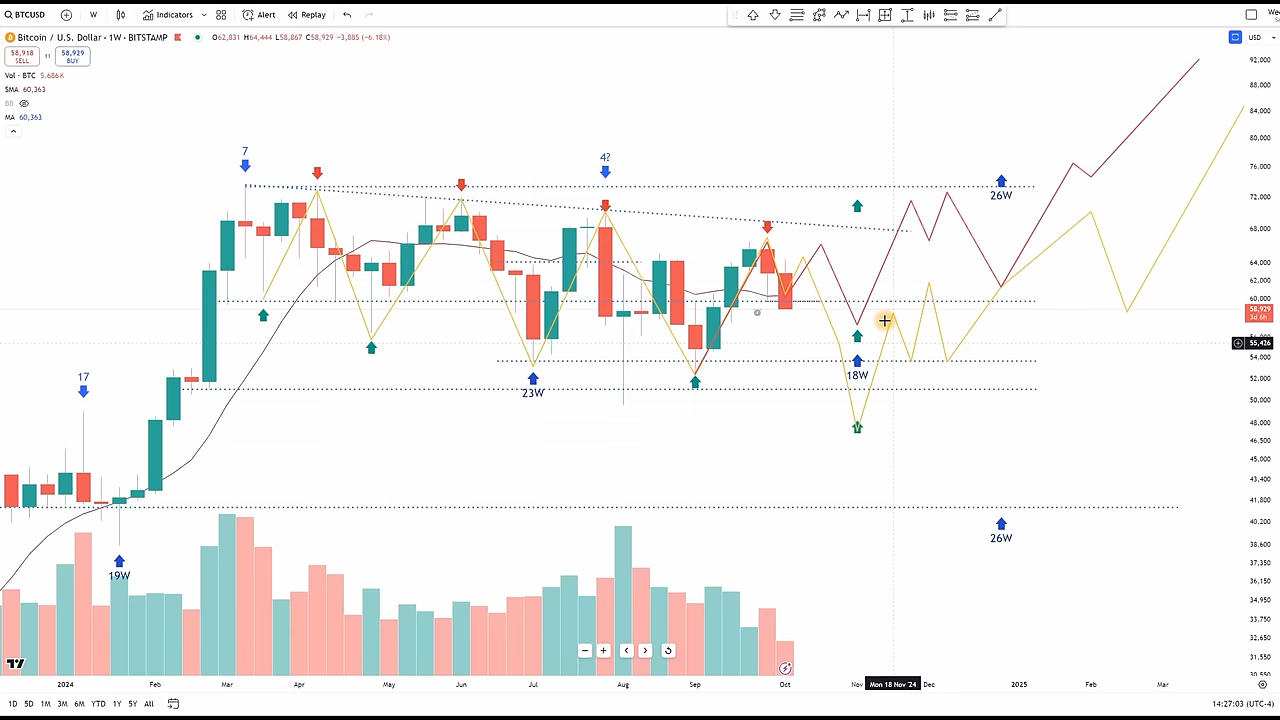 BTCUSD W Indicators Alert Replay We
Bitcoin / U.S. Dollar · 1W · BITSTAMP O62,831 H64,444 L58,867 C58,929 −3,885 (−6.18%) USD
58,918 SELL 11 58,929 BUY
Vol · BTC 5.686K
SMA 60,363
BB
MA 60,363
92,000
88,000
84,000
80,000
76,000
72,000
68,000
64,000
62,000
60,000
58,929
3d 6h
55,426
54,000
52,000
50,000
48,000
46,500
45,000
43,400
41,800
40,200
38,600
37,350
36,150
34,950
33,750
32,650
31,550
30,550
7
4?
26W
17
23W
18W
26W
19W
2024 Feb Mar Apr May Jun Jul Aug Sep Oct Nov Mon 18 Nov '24 Dec 2025 Feb Mar
1D 5D 1M 3M 6M YTD 1Y 5Y All 14:27:03 (UTC-4)